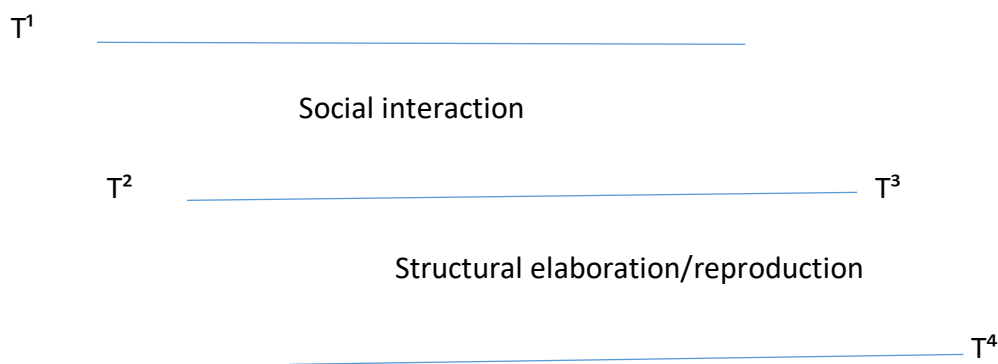 T¹
Social interaction
T² T³
Structural elaboration/reproduction
T⁴